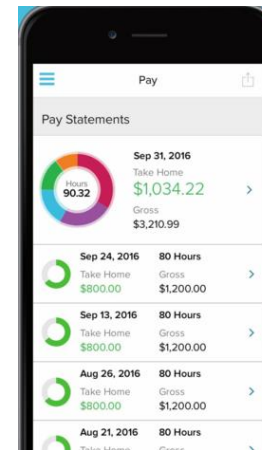 Pay
Pay Statements
Sep 31, 2016
Take Home
$1,034.22
Gross
$3,210.99
Hours
90.32
Sep 24, 2016 80 Hours
Take Home Gross
$800.00 $1,200.00
Sep 13, 2016 80 Hours
Take Home Gross
$800.00 $1,200.00
Aug 26, 2016 80 Hours
Take Home Gross
$800.00 $1,200.00
Aug 21, 2016 80 Hours
Take Home Gross